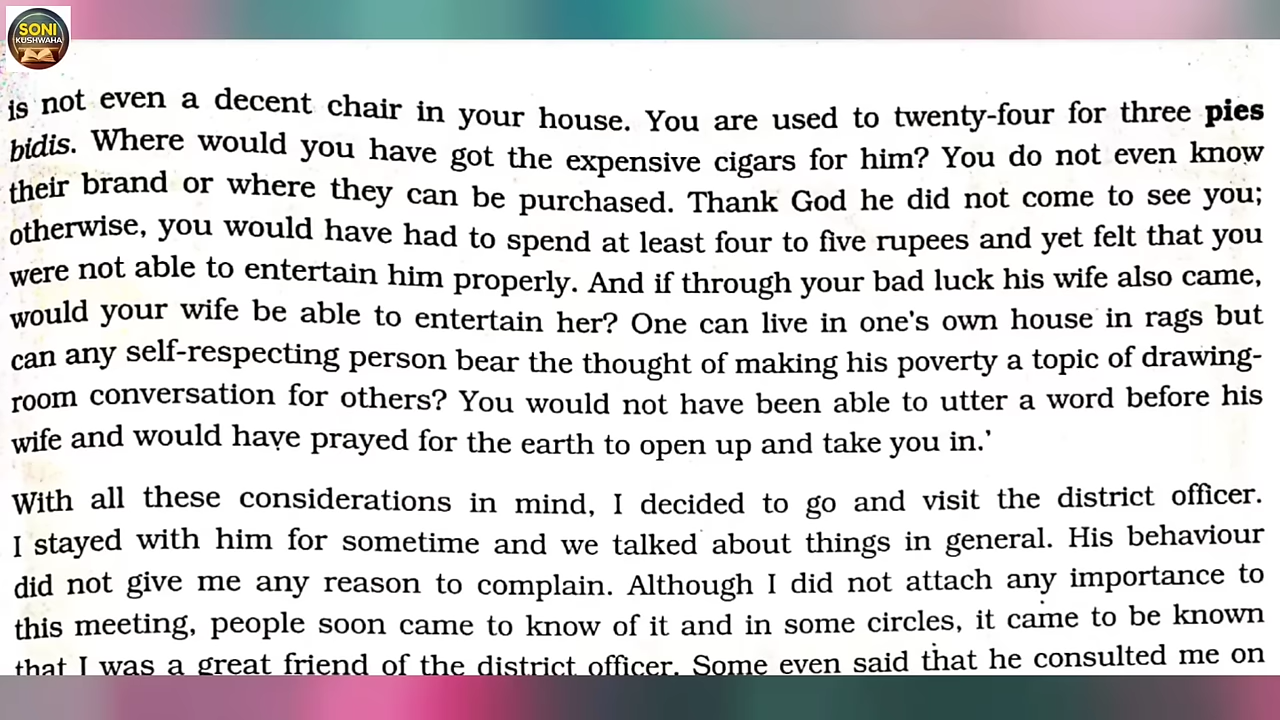 SONI
KUSHWAHA
is not even a decent chair in your house. You are used to twenty-four for three pies
bidis. Where would you have got the expensive cigars for him? You do not even know
their brand or where they can be purchased. Thank God he did not come to see you;
otherwise, you would have had to spend at least four to five rupees and yet felt that you
were not able to entertain him properly. And if through your bad luck his wife also came,
would your wife be able to entertain her? One can live in one's own house in rags but
can any self-respecting person bear the thought of making his poverty a topic of drawing-
room conversation for others? You would not have been able to utter a word before his
wife and would have prayed for the earth to open up and take you in.'
With all these considerations in mind, I decided to go and visit the district officer.
I stayed with him for sometime and we talked about things in general. His behaviour
did not give me any reason to complain. Although I did not attach any importance to
this meeting, people soon came to know of it and in some circles, it came to be known
that I was a great friend of the district officer. Some even said that he consulted me on